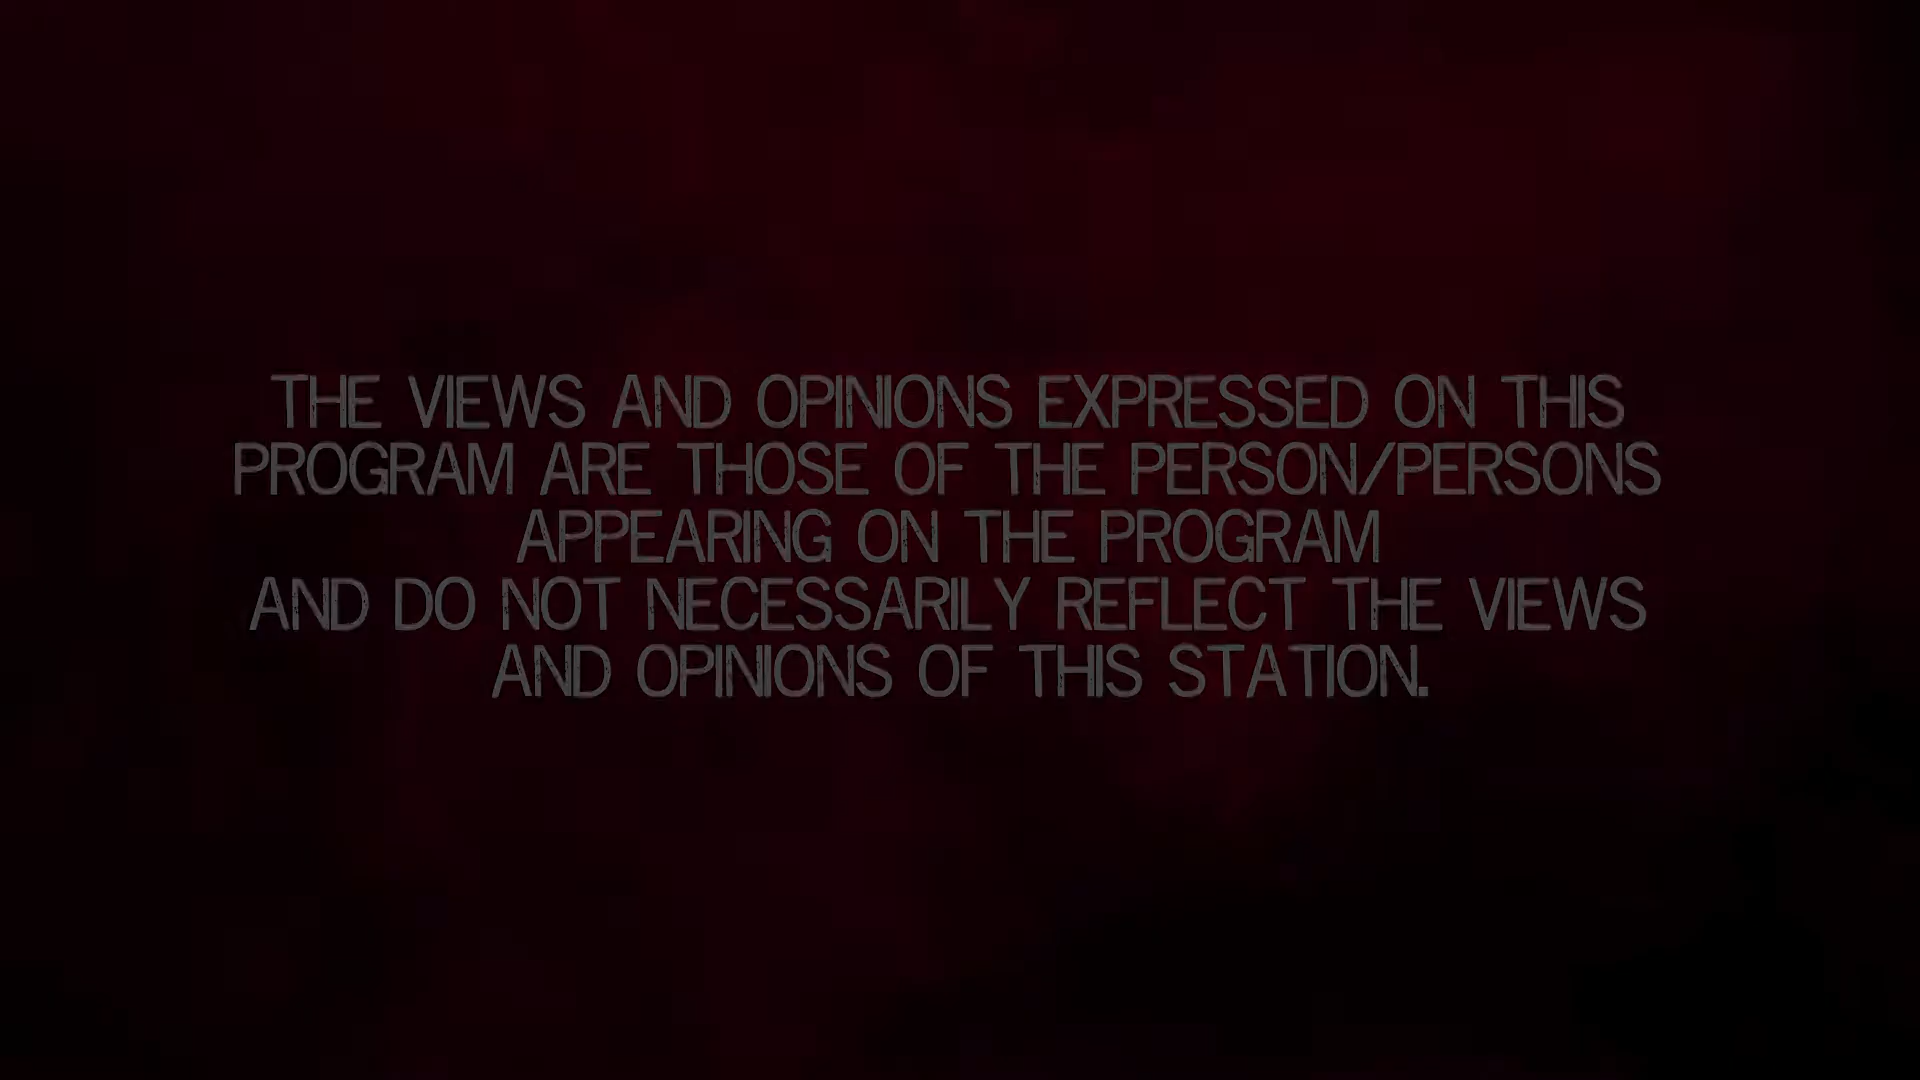 THE VIEWS AND OPINIONS EXPRESSED ON THIS
PROGRAM ARE THOSE OF THE PERSON/PERSONS
APPEARING ON THE PROGRAM
AND DO NOT NECESSARILY REFLECT THE VIEWS
AND OPINIONS OF THIS STATION.